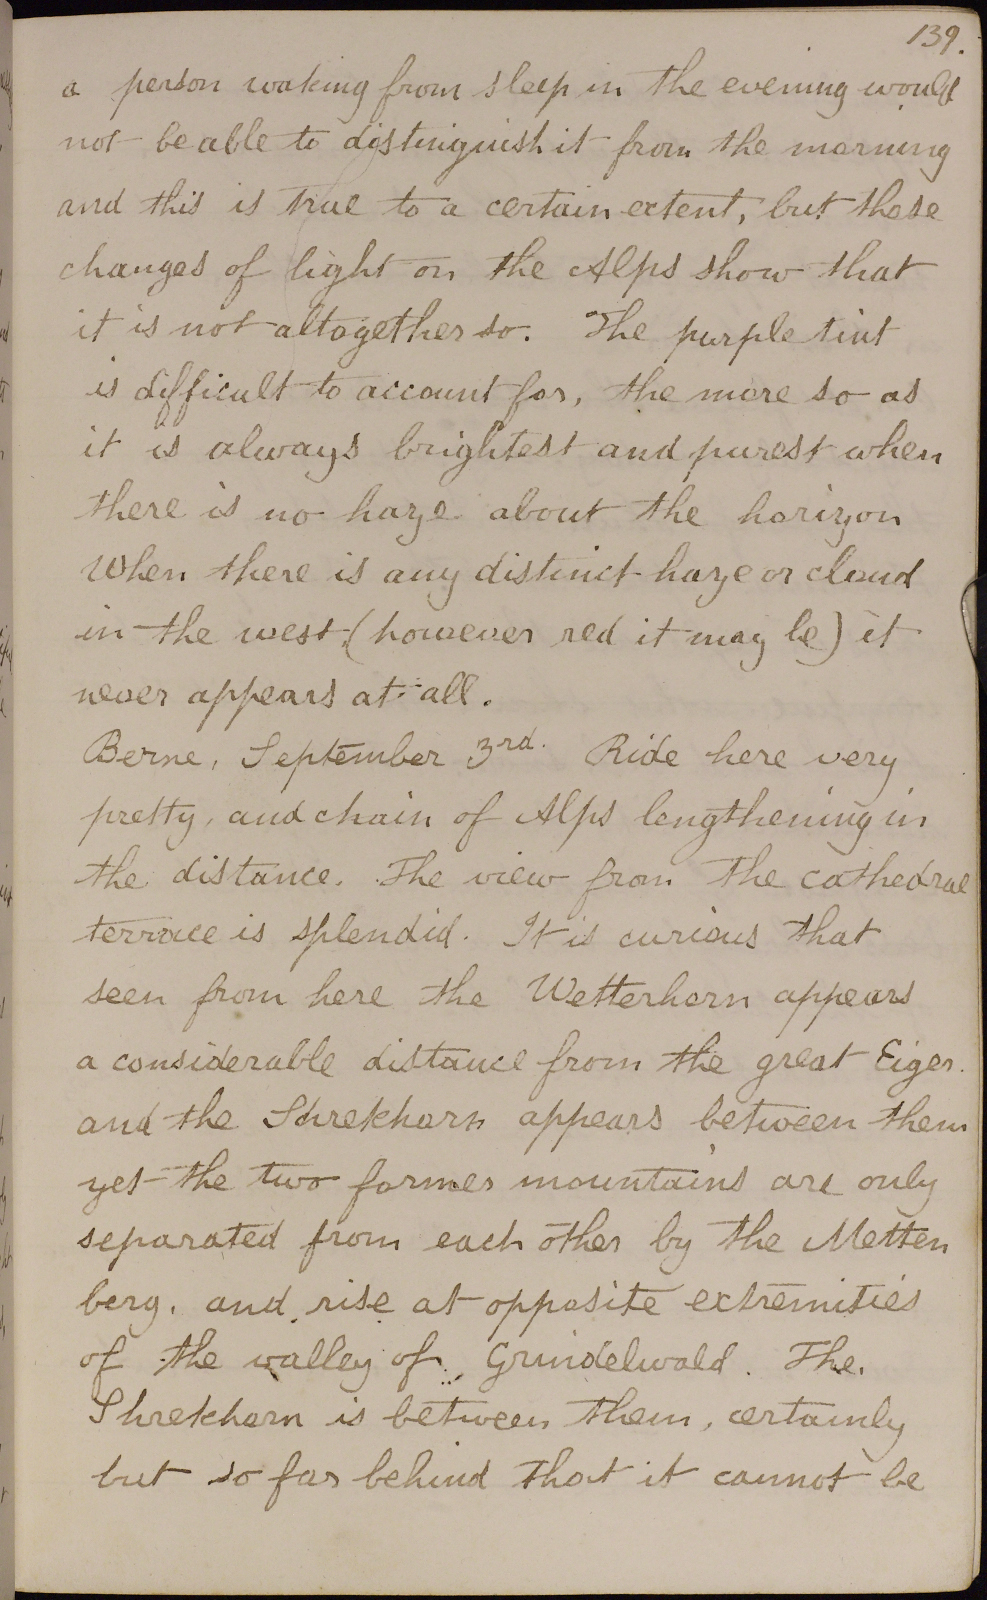 139.
a person waking from sleep in the evening would
not be able to distinguish it from the morning
and this is true to a certain extent, but these
changes of light on the Alps show that
it is not altogether so. The purple tint
is difficult to account for, the more so as
it is always brightest and purest when
there is no haze about the horizon
When there is any distinct haze or cloud
in the west (however red it may be) it
never appears at all.
Berne, September 3rd. Ride here very
pretty, and chain of Alps lengthening in
the distance. The view from the cathedral
terrace is splendid. It is curious that
seen from here the Wetterhorn appears
a considerable distance from the great Eiger.
and the Shrekhorn appears between them
yet the two former mountains are only
separated from each other by the Metten
berg. and rise at opposite extremities
of the valley of Grindelwald. The
Shrekhorn is between them, certainly
but so far behind that it cannot be